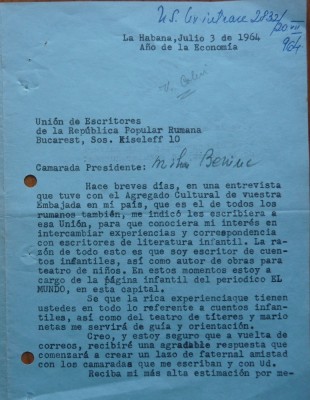 U.S. 2832/
20
964
La Habana, Julio 3 de 1964
Año de la Economía
Unión de Escritores
de la República Popular Rumana
Bucarest, Sos. Kiseleff 10
Camarada Presidente: Mihai Beniuc
Hace breves días, en una entrevista
que tuve con el Agregado Cultural de vuestra
Embajada en mi país, que es el de todos los
rumanos también, me indicó les escribiera a
esa Unión, para que conociera mi interés en
intercambiar experiencias y correspondencia
con escritores de literatura infantil. La ra-
zón de todo esto es que soy escritor de cuen-
tos infantiles, así como autor de obras para
teatro de niños. En estos momentos estoy a
cargo de la página infantil del periodico EL
MUNDO, en esta capital.
Se que la rica experienciaque tienen
ustedes en todo lo referente a cuentos infan-
tiles, así como del teatro de títeres y mario
netas me servirá de guía y orientación.
Creo, y estoy seguro que a vuelta de
correos, recibiré una agradable respuesta que
comenzará a crear un lazo de faternal amistad
con los camaradas que me escriban y con Ud.
Reciba mi más alta estimación por me-